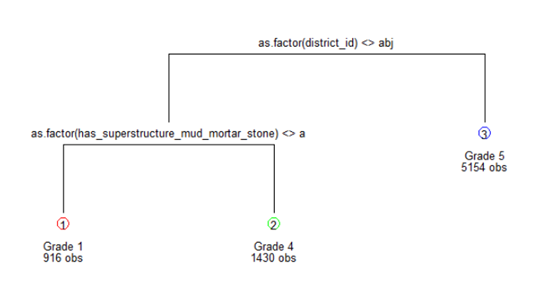 as.factor(district_id) <> abj
as.factor(has_superstructure_mud_mortar_stone) <> a
3
Grade 5
5154 obs
1
2
Grade 1
916 obs
Grade 4
1430 obs